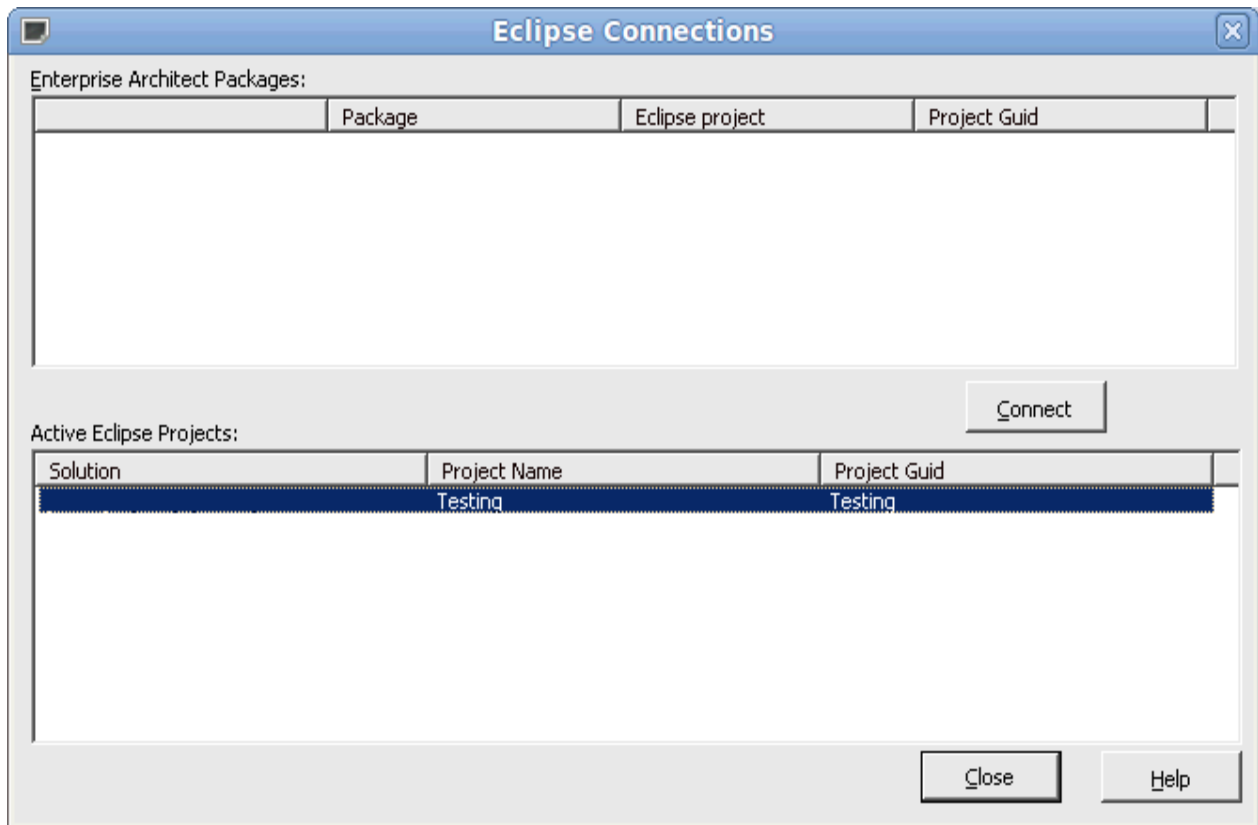 Eclipse Connections
Enterprise Architect Packages:
Package Eclipse project Project Guid
Connect
Active Eclipse Projects:
Solution Project Name Project Guid
Testing Testing
Close Help